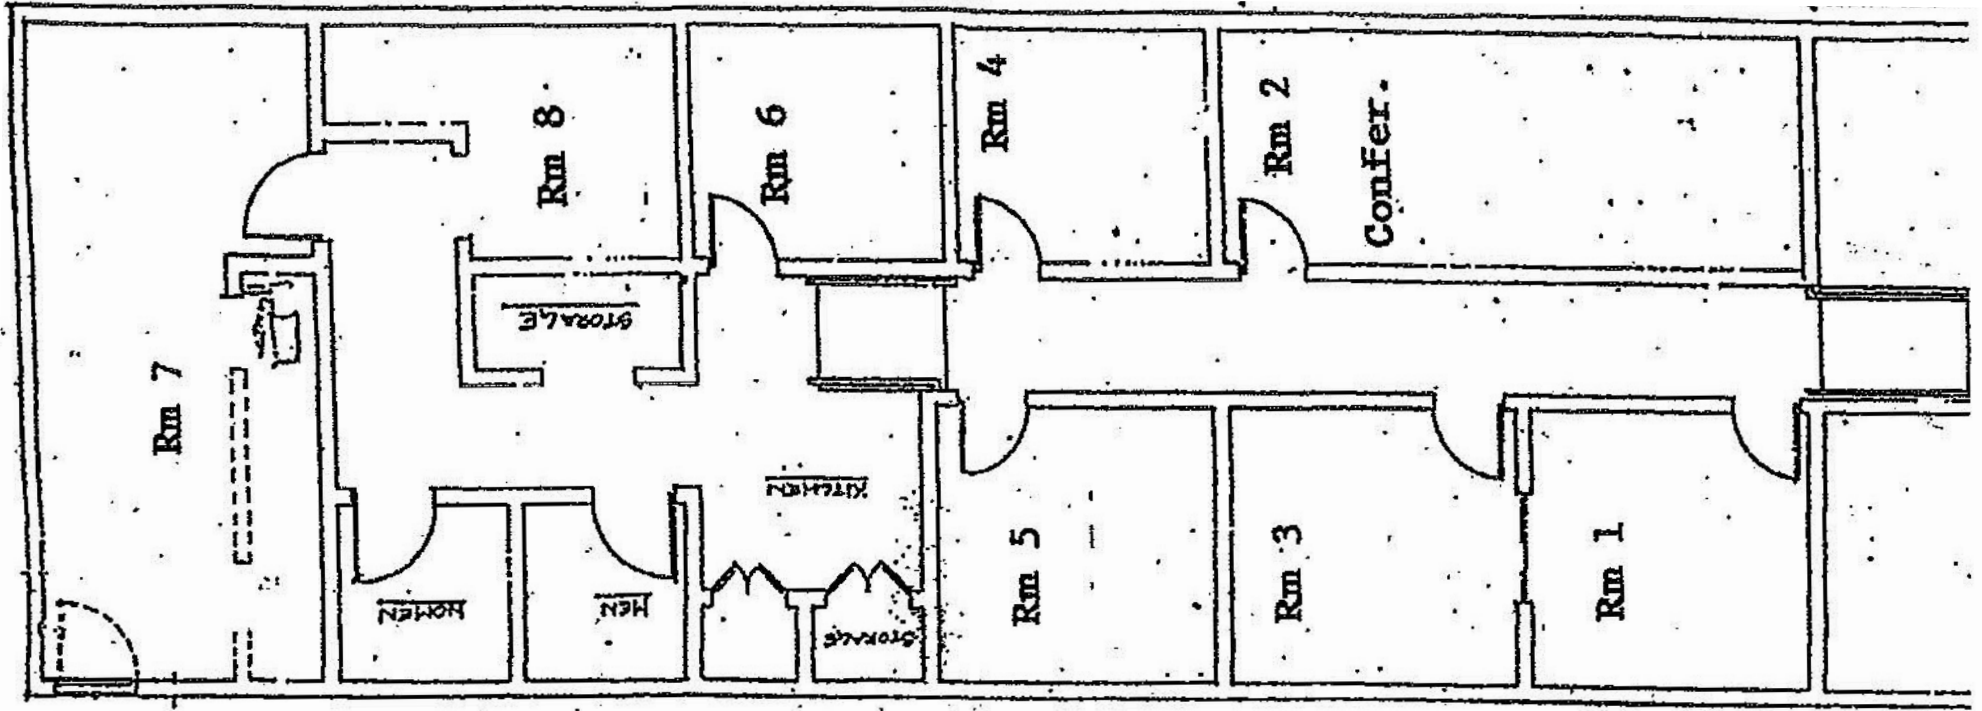 Rm 8
Rm 6
Rm 4
Rm 2
Confer.
STORAGE
Rm 7
KITCHEN
WOMEN
MEN
STORAGE
Rm 5
Rm 3
Rm 1